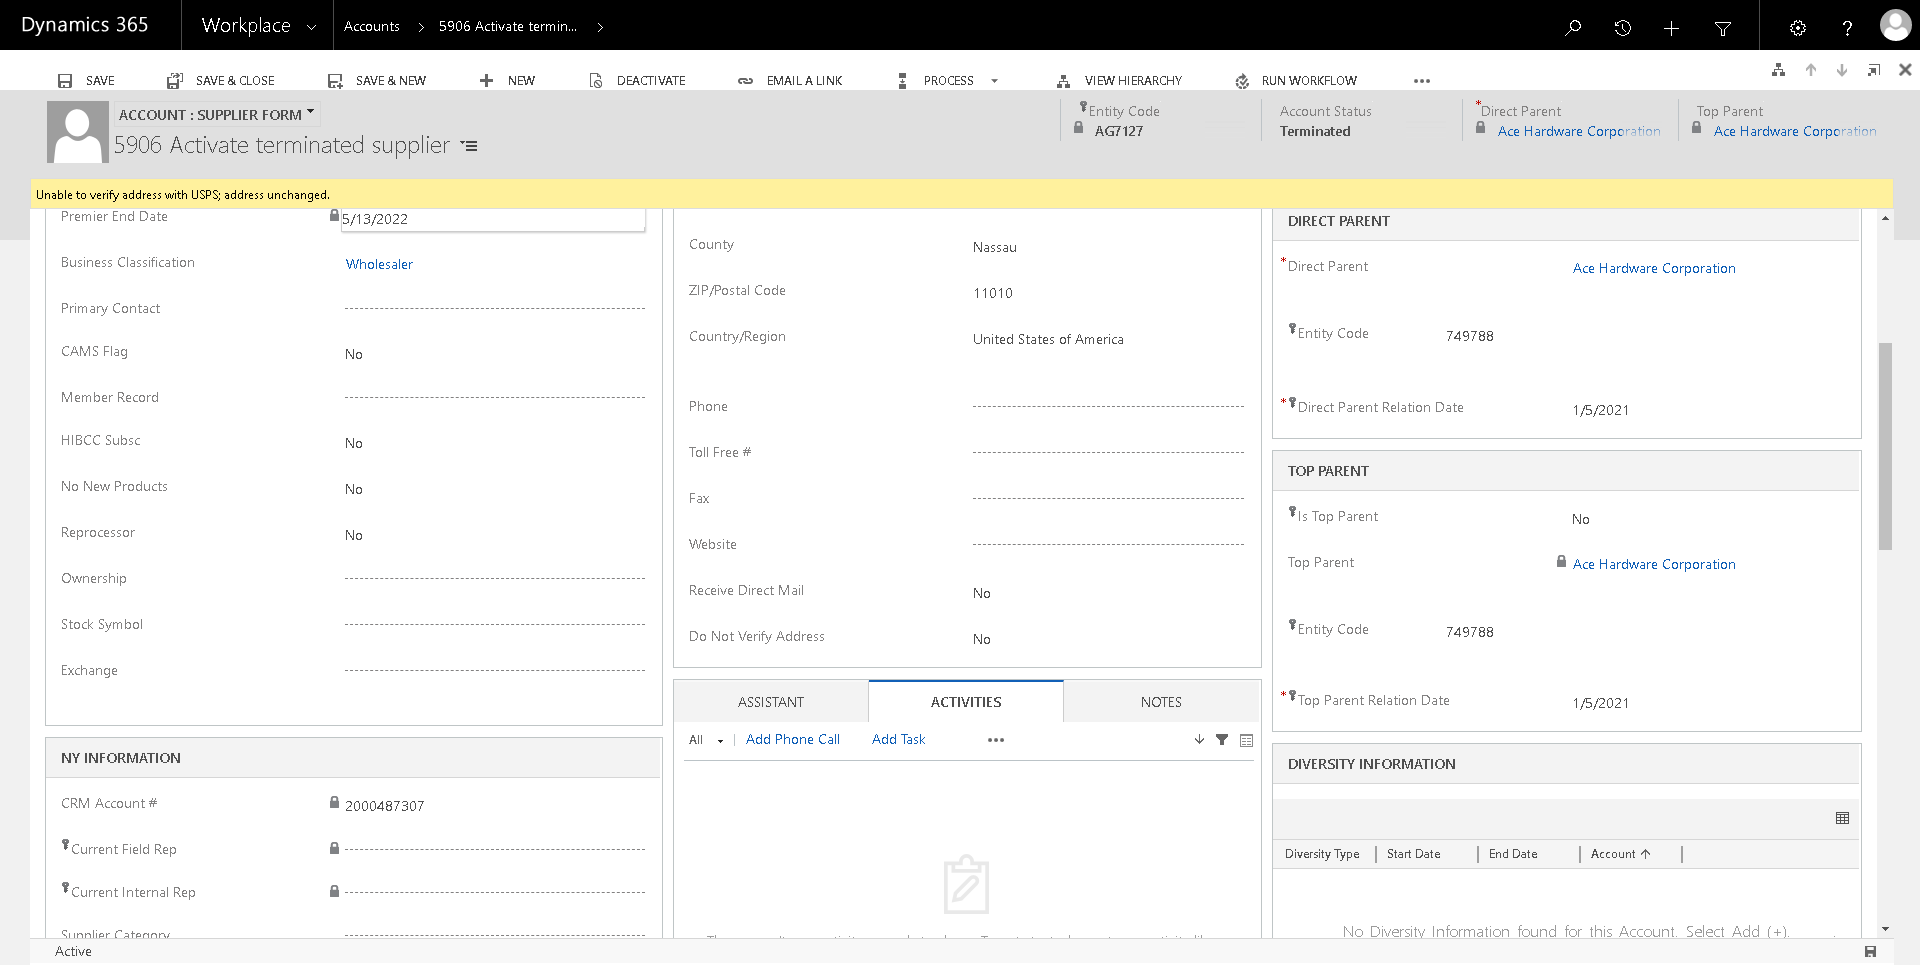 Dynamics 365
Workplace
Accounts
5906 Activate termin...
SAVE
SAVE & CLOSE
SAVE & NEW
NEW
DEACTIVATE
EMAIL A LINK
PROCESS
VIEW HIERARCHY
RUN WORKFLOW
ACCOUNT : SUPPLIER FORM
5906 Activate terminated supplier
Entity Code
AG7127
Account Status
Terminated
*Direct Parent
Ace Hardware Corporation
Top Parent
Ace Hardware Corporation
Unable to verify address with USPS; address unchanged.
Premier End Date
5/13/2022
Business Classification
Wholesaler
Primary Contact
CAMS Flag
No
Member Record
HIBCC Subsc
No
No New Products
No
Reprocessor
No
Ownership
Stock Symbol
Exchange
NY INFORMATION
CRM Account #
2000487307
Current Field Rep
Current Internal Rep
Supplier Category
County
Nassau
ZIP/Postal Code
11010
Country/Region
United States of America
Phone
Toll Free #
Fax
Website
Receive Direct Mail
No
Do Not Verify Address
No
ASSISTANT
ACTIVITIES
NOTES
All
Add Phone Call
Add Task
DIRECT PARENT
*Direct Parent
Ace Hardware Corporation
Entity Code
749788
*Direct Parent Relation Date
1/5/2021
TOP PARENT
Is Top Parent
No
Top Parent
Ace Hardware Corporation
Entity Code
749788
*Top Parent Relation Date
1/5/2021
DIVERSITY INFORMATION
Diversity Type
Start Date
End Date
Account
No Diversity Information found for this Account. Select Add (+).
Active